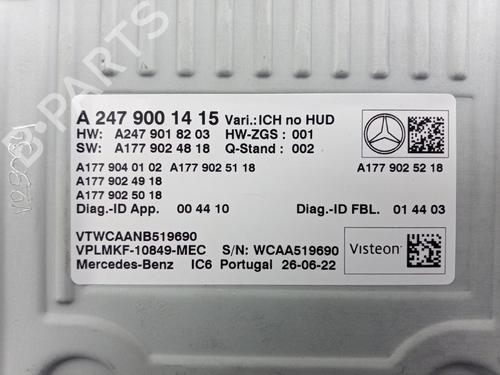 A 247 900 14 15 Vari.:ICH no HUD
HW: A247 901 82 03 HW-ZGS : 001
SW: A177 902 48 18 Q-Stand : 002
A177 904 01 02 A177 902 51 18 A177 902 52 18
A177 902 49 18
A177 902 50 18
Diag.-ID App. 00 44 10 Diag.-ID FBL. 01 44 03
VTWCAANB519690
VPLMKF-10849-MEC S/N: WCAA519690
Mercedes-Benz IC6 Portugal 26-06-22
Visteon
B-PARTS